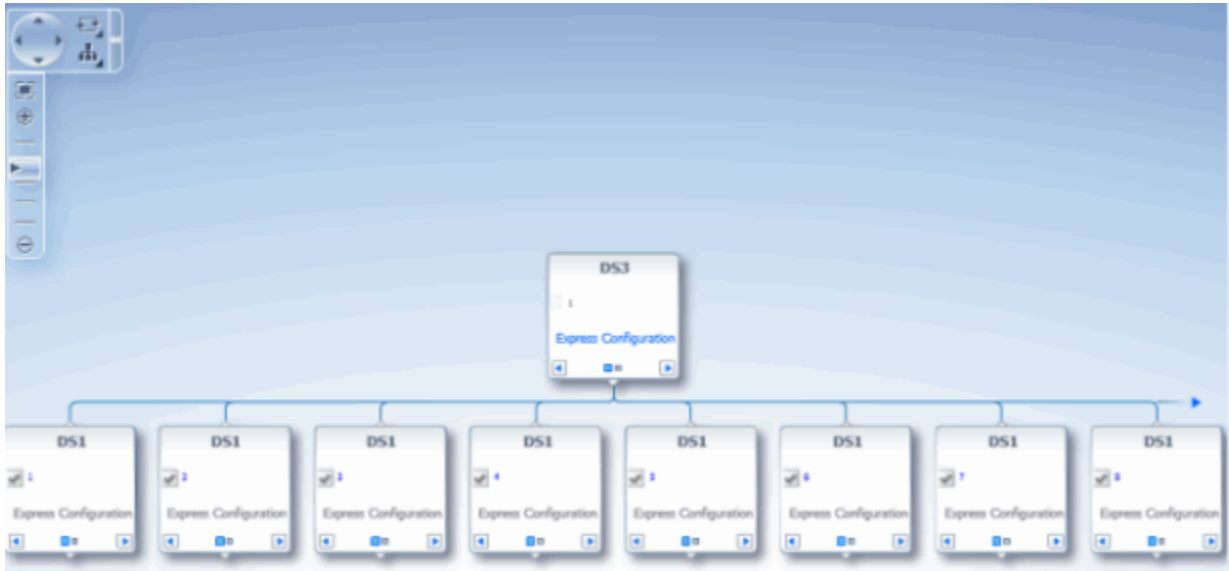 DS3
1
Express Configuration
DS1 DS1 DS1 DS1 DS1 DS1 DS1 DS1
1 2 3 4 5 6 7 8
Express Configuration Express Configuration Express Configuration Express Configuration Express Configuration Express Configuration Express Configuration Express Configuration